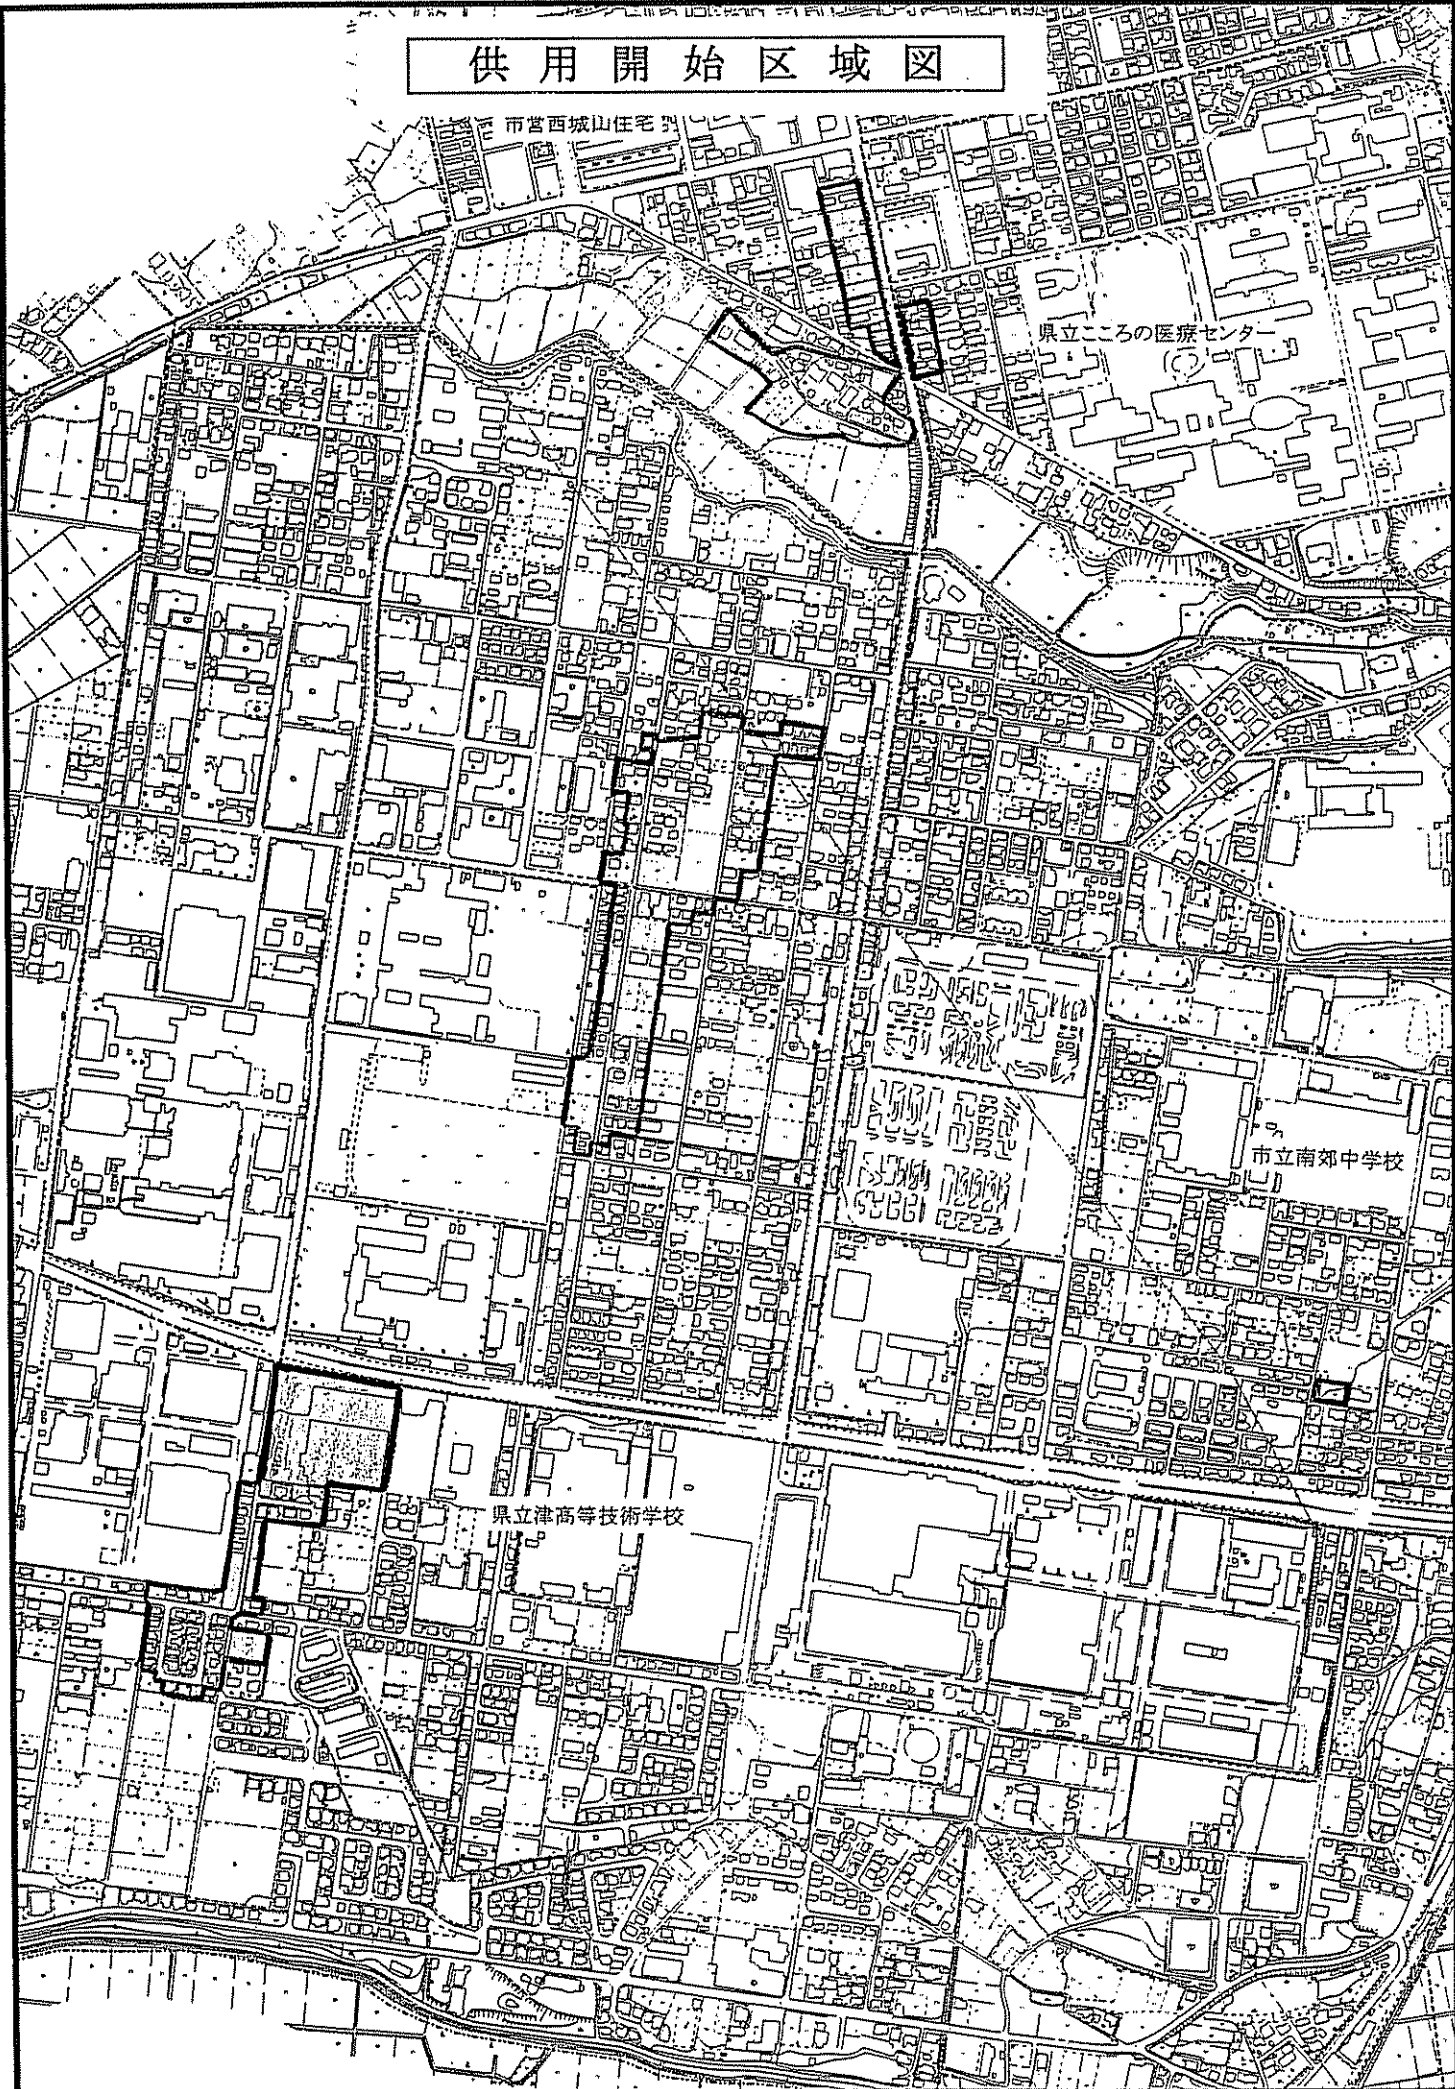 供用開始区域図
市営西城山住宅
県立こころの医療センター
市立南郊中学校
県立津高等技術学校